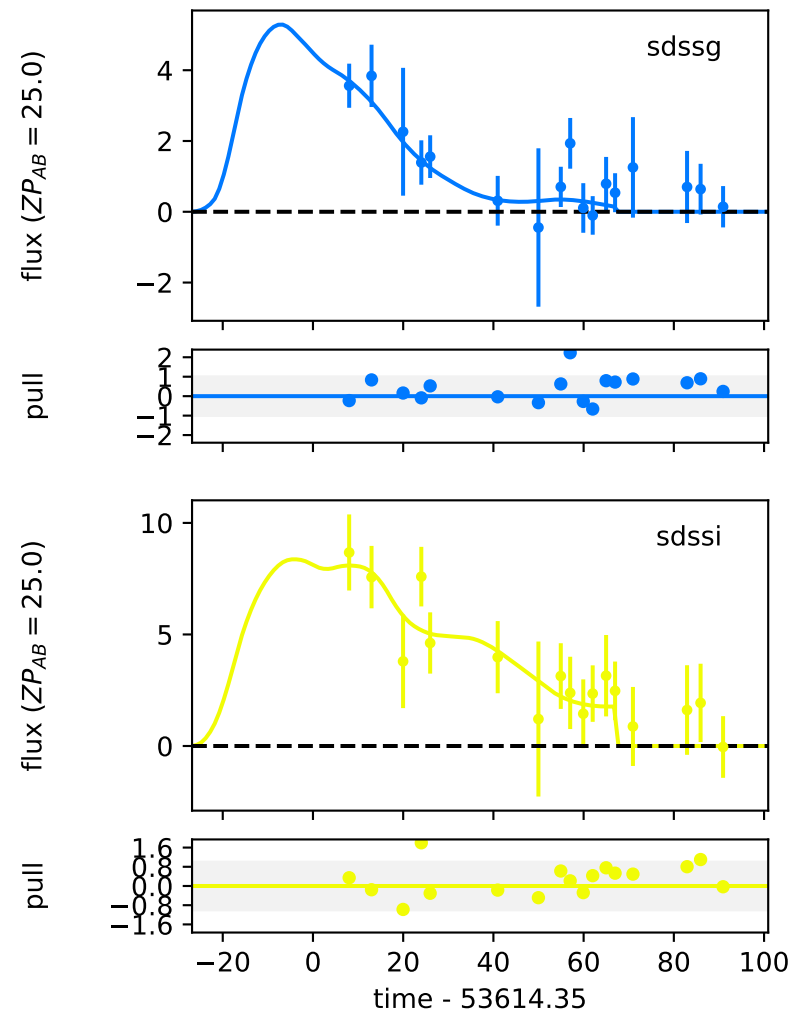 sdssg
flux (ZP_AB = 25.0)
4
2
0
−2
pull
2
1
0
−1
−2
sdssi
flux (ZP_AB = 25.0)
10
5
0
pull
1.6
0.8
0.0
−0.8
−1.6
−20 0 20 40 60 80 100
time - 53614.35